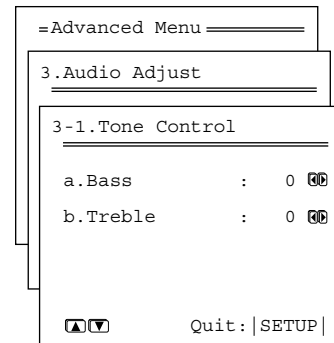 =Advanced Menu
3.Audio Adjust
3-1.Tone Control
a.Bass : 0
b.Treble : 0
Quit:|SETUP|